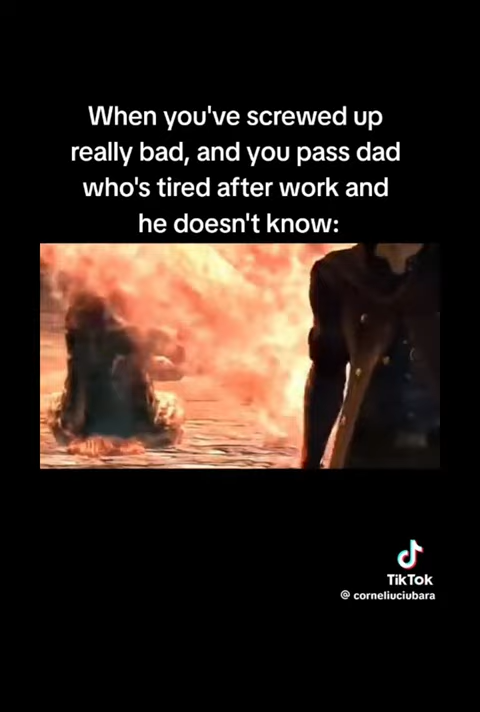 When you've screwed up
really bad, and you pass dad
who's tired after work and
he doesn't know:
TikTok
@ corneliuciubara